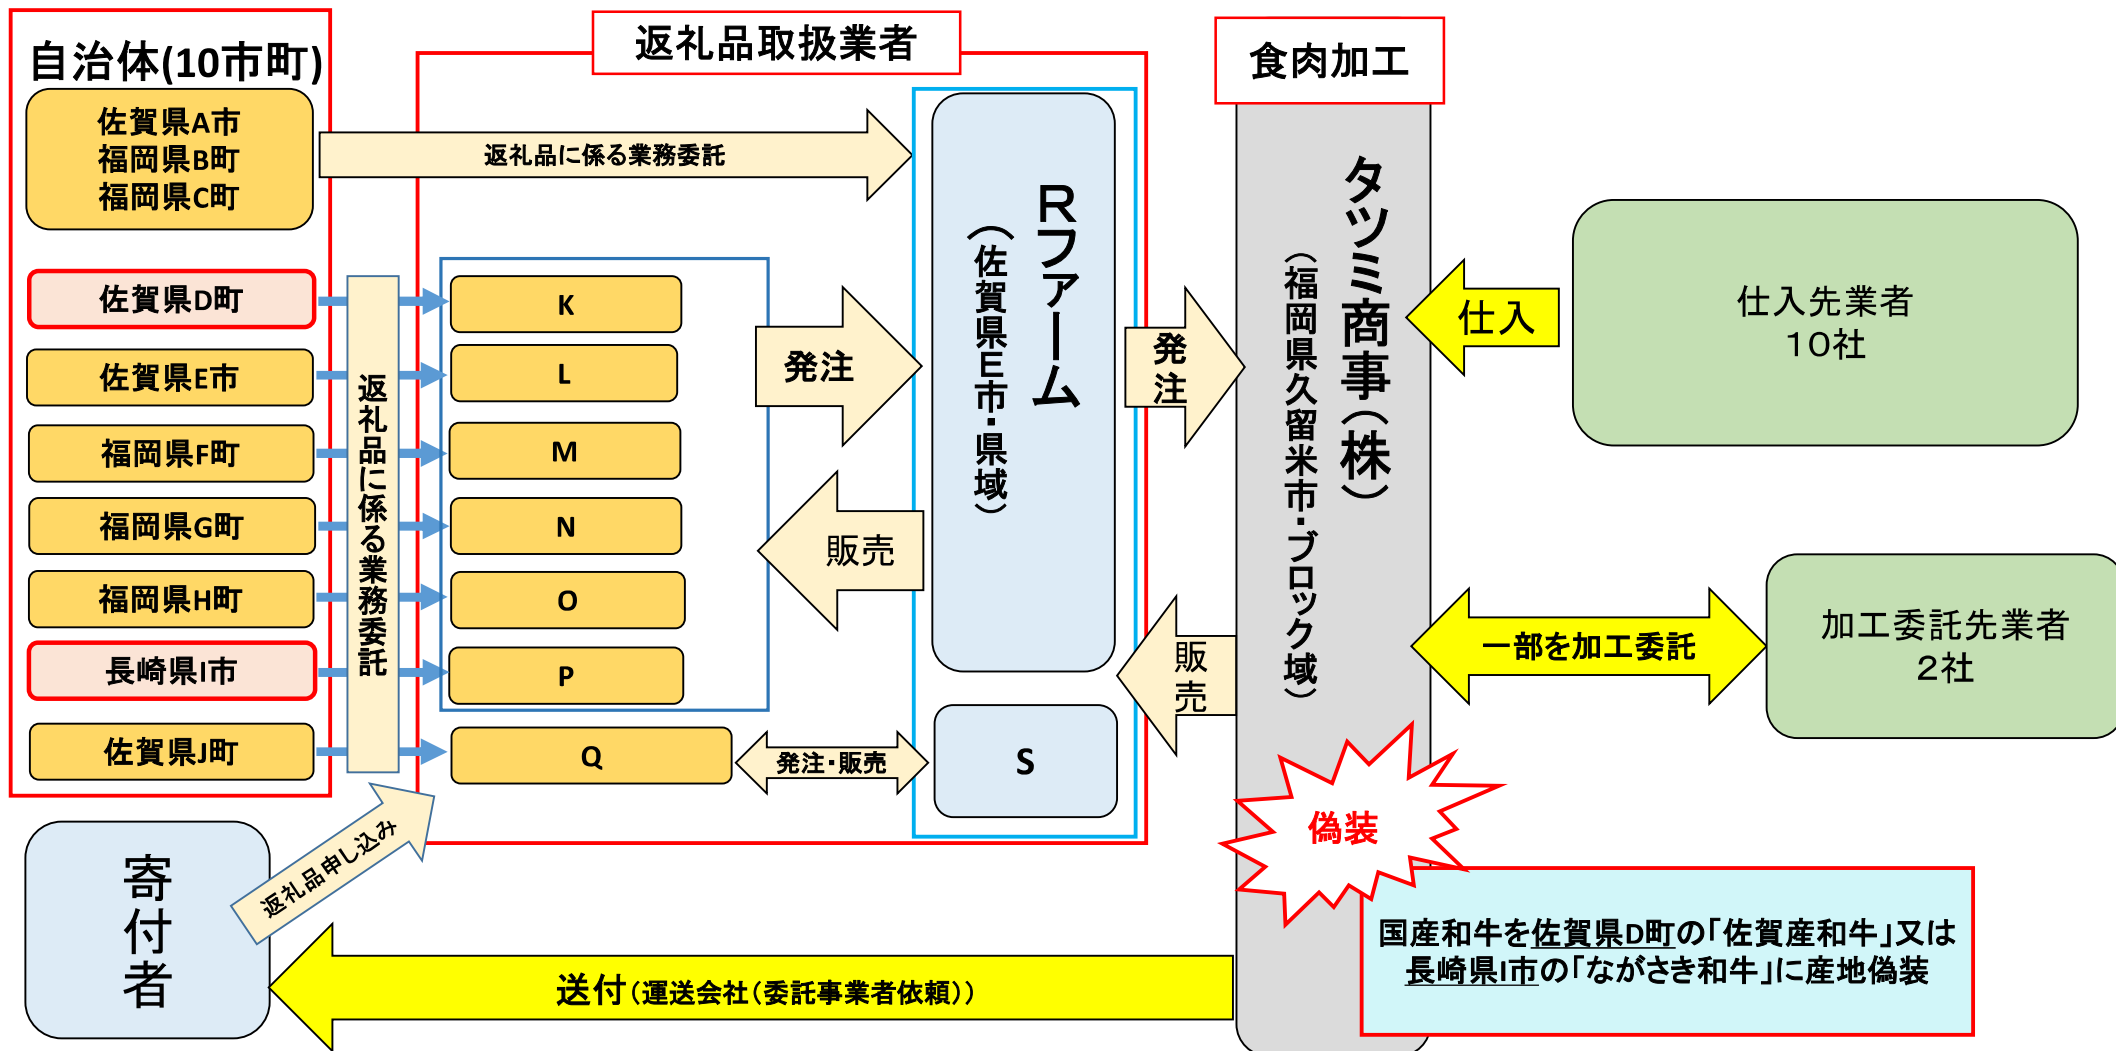 自治体(10市町)
佐賀県A市
福岡県B町
福岡県C町
佐賀県D町
佐賀県E市
福岡県F町
福岡県G町
福岡県H町
長崎県I市
佐賀県J町
寄付者
返礼品申し込み
返礼品に係る業務委託
返礼品取扱業者
返礼品に係る業務委託
K
L
M
N
O
P
Q
発注
販売
発注・販売
Rファーム
（佐賀県E市・県域）
S
発注
販売
食肉加工
タツミ商事（株）
（福岡県久留米市・ブロック域）
仕入
仕入先業者
10社
一部を加工委託
加工委託先業者
2社
偽装
国産和牛を佐賀県D町の「佐賀産和牛」又は
長崎県I市の「ながさき和牛」に産地偽装
送付（運送会社（委託事業者依頼））